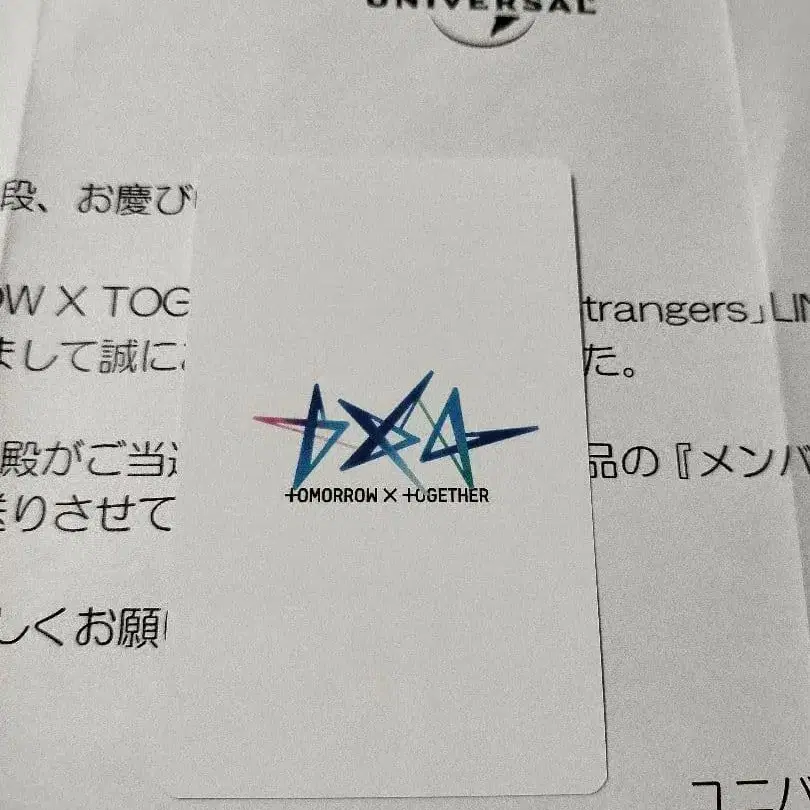 UNIVERSAL
段、お慶び
OW X TOG
trangers」LIN
まして誠に
た。
TOMORROW X TOGETHER
殿がご当
品の『メンバ
りさせて
しくお願
ユニバ